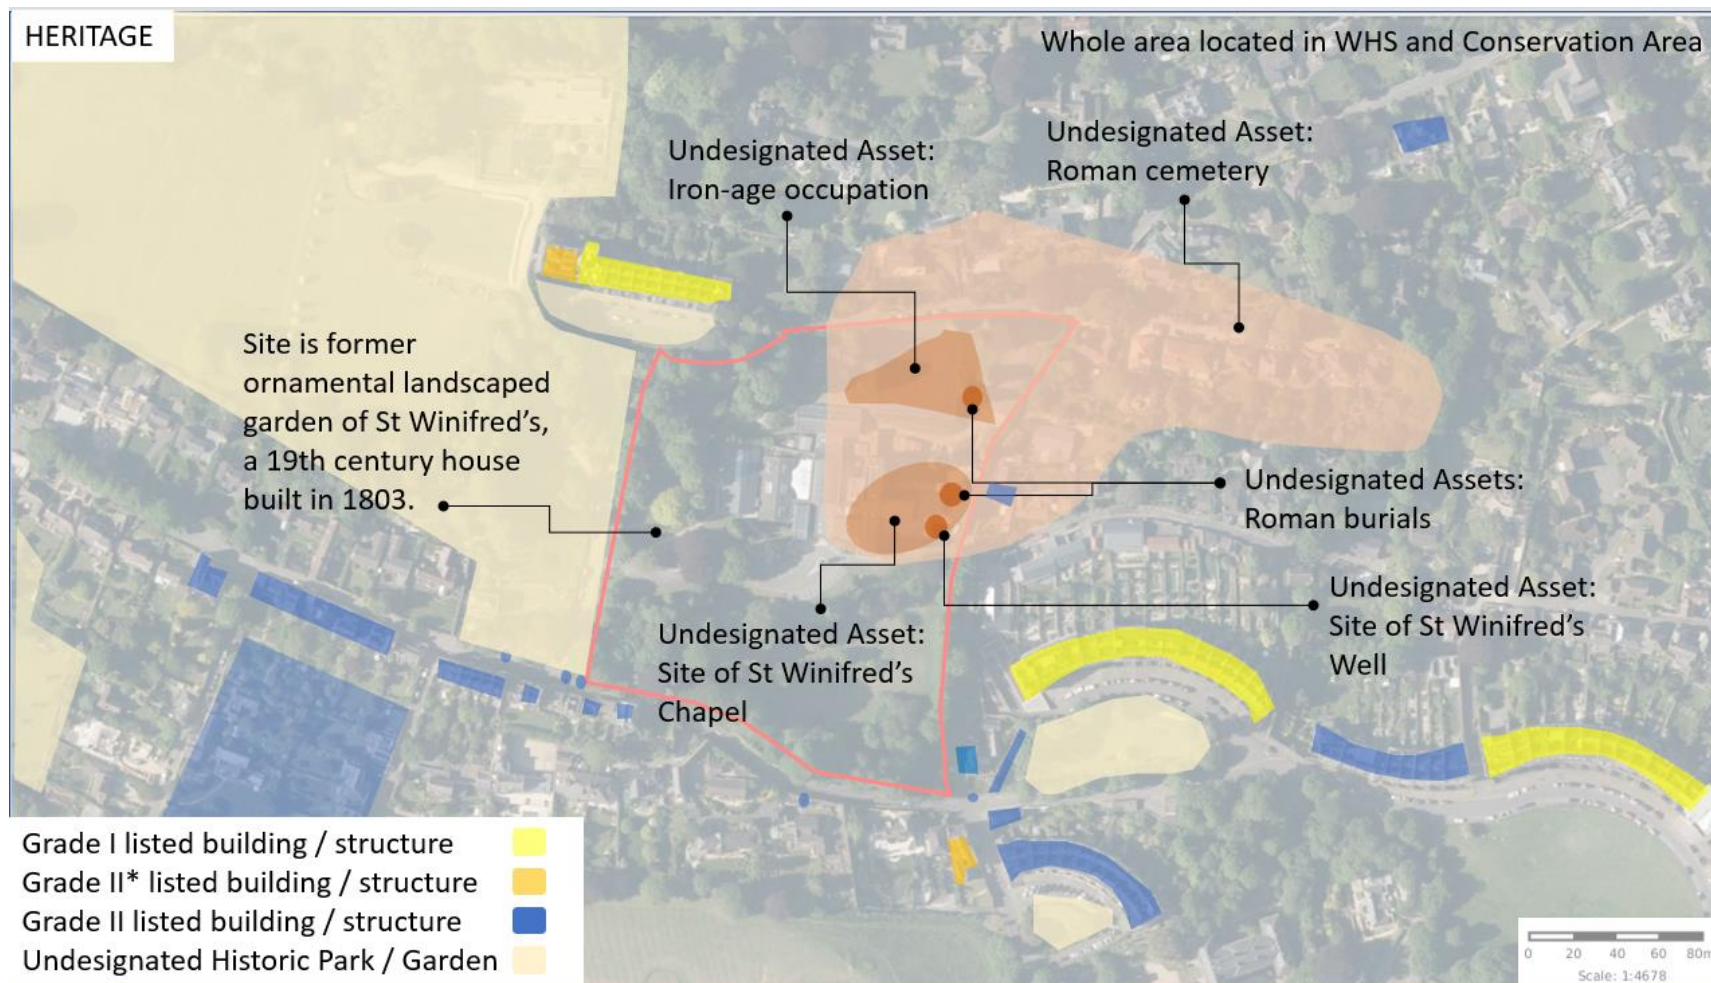 HERITAGE
Whole area located in WHS and Conservation Area
Undesignated Asset:
Iron-age occupation
Undesignated Asset:
Roman cemetery
Site is former
ornamental landscaped
garden of St Winifred’s,
a 19th century house
built in 1803.
Undesignated Assets:
Roman burials
Undesignated Asset:
Site of St Winifred’s
Well
Undesignated Asset:
Site of St Winifred’s
Chapel
Grade I listed building / structure
Grade II* listed building / structure
Grade II listed building / structure
Undesignated Historic Park / Garden
0 20 40 60 80m
Scale: 1:4678